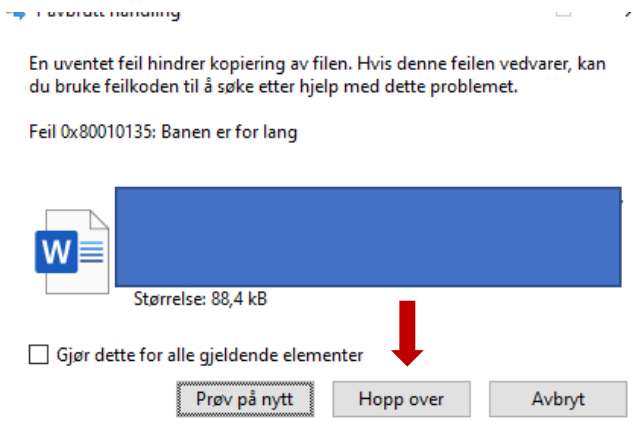 Pavbrutt handling
En uventet feil hindrer kopiering av filen. Hvis denne feilen vedvarer, kan
du bruke feilkoden til å søke etter hjelp med dette problemet.
Feil 0x80010135: Banen er for lang
W
Størrelse: 88,4 kB
Gjør dette for alle gjeldende elementer
Prøv på nytt
Hopp over
Avbryt